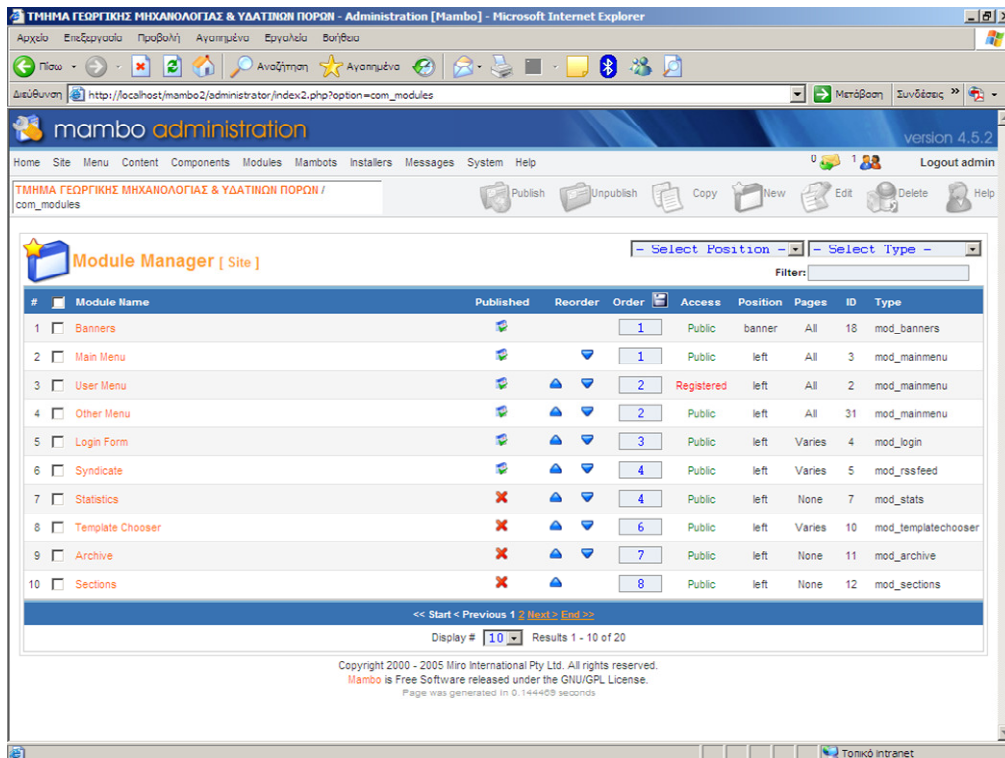 ΤΜΗΜΑ ΓΕΩΡΓΙΚΗΣ ΜΗΧΑΝΟΛΟΓΙΑΣ & ΥΔΑΤΙΝΩΝ ΠΟΡΩΝ - Administration [Mambo] - Microsoft Internet Explorer
Αρχείο Επεξεργασία Προβολή Αγαπημένα Εργαλεία Βοήθεια
Πίσω Αναζήτηση Αγαπημένα
Διεύθυνση http://localhost/mambo2/administrator/index2.php?option=com_modules Μετάβαση Συνδέσεις »
mambo administration
version 4.5.2
Home Site Menu Content Components Modules Mambots Installers Messages System Help 0 1 Logout admin
ΤΜΗΜΑ ΓΕΩΡΓΙΚΗΣ ΜΗΧΑΝΟΛΟΓΙΑΣ & ΥΔΑΤΙΝΩΝ ΠΟΡΩΝ /
com_modules
Publish Unpublish Copy New Edit Delete Help
Module Manager [ Site ]
- Select Position - - Select Type -
Filter:
# Module Name Published Reorder Order Access Position Pages ID Type
1 Banners 1 Public banner All 18 mod_banners
2 Main Menu 1 Public left All 3 mod_mainmenu
3 User Menu 2 Registered left All 2 mod_mainmenu
4 Other Menu 2 Public left All 31 mod_mainmenu
5 Login Form 3 Public left Varies 4 mod_login
6 Syndicate 4 Public left Varies 5 mod_rssfeed
7 Statistics 4 Public left None 7 mod_stats
8 Template Chooser 6 Public left Varies 10 mod_templatechooser
9 Archive 7 Public left None 11 mod_archive
10 Sections 8 Public left None 12 mod_sections
<< Start < Previous 1 2 Next > End >>
Display # 10 Results 1 - 10 of 20
Copyright 2000 - 2005 Miro International Pty Ltd. All rights reserved.
Mambo is Free Software released under the GNU/GPL License.
Page was generated in 0.144469 seconds
Τοπικό intranet